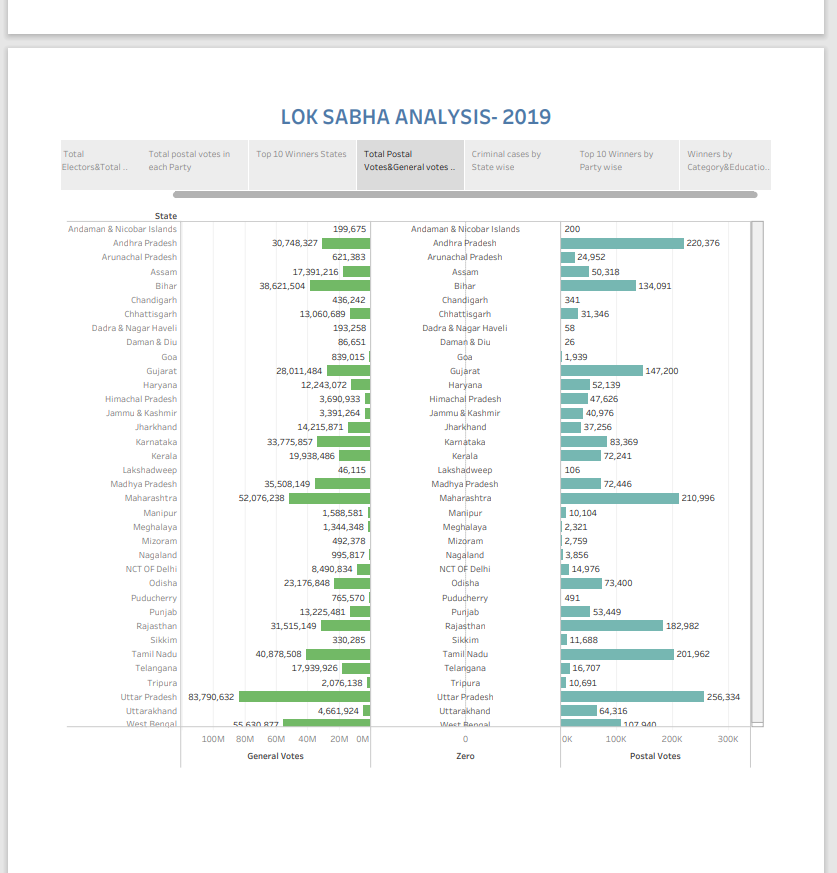 LOK SABHA ANALYSIS- 2019
Total Electors&Total ..
Total postal votes in each Party
Top 10 Winners States
Total Postal Votes&General votes ..
Criminal cases by State wise
Top 10 Winners by Party wise
Winners by Category&Educatio..
State
Andaman & Nicobar Islands 199,675 Andaman & Nicobar Islands 200
Andhra Pradesh 30,748,327 Andhra Pradesh 220,376
Arunachal Pradesh 621,383 Arunachal Pradesh 24,952
Assam 17,391,216 Assam 50,318
Bihar 38,621,504 Bihar 134,091
Chandigarh 436,242 Chandigarh 341
Chhattisgarh 13,060,689 Chhattisgarh 31,346
Dadra & Nagar Haveli 193,258 Dadra & Nagar Haveli 58
Daman & Diu 86,651 Daman & Diu 26
Goa 839,015 Goa 1,939
Gujarat 28,011,484 Gujarat 147,200
Haryana 12,243,072 Haryana 52,139
Himachal Pradesh 3,690,933 Himachal Pradesh 47,626
Jammu & Kashmir 3,391,264 Jammu & Kashmir 40,976
Jharkhand 14,215,871 Jharkhand 37,256
Karnataka 33,775,857 Karnataka 83,369
Kerala 19,938,486 Kerala 72,241
Lakshadweep 46,115 Lakshadweep 106
Madhya Pradesh 35,508,149 Madhya Pradesh 72,446
Maharashtra 52,076,238 Maharashtra 210,996
Manipur 1,588,581 Manipur 10,104
Meghalaya 1,344,348 Meghalaya 2,321
Mizoram 492,378 Mizoram 2,759
Nagaland 995,817 Nagaland 3,856
NCT OF Delhi 8,490,834 NCT OF Delhi 14,976
Odisha 23,176,848 Odisha 73,400
Puducherry 765,570 Puducherry 491
Punjab 13,225,481 Punjab 53,449
Rajasthan 31,515,149 Rajasthan 182,982
Sikkim 330,285 Sikkim 11,688
Tamil Nadu 40,878,508 Tamil Nadu 201,962
Telangana 17,939,926 Telangana 16,707
Tripura 2,076,138 Tripura 10,691
Uttar Pradesh 83,790,632 Uttar Pradesh 256,334
Uttarakhand 4,661,924 Uttarakhand 64,316
West Bengal 55,630,877 West Bengal 107,940
100M 80M 60M 40M 20M 0M 0 0K 100K 200K 300K
General Votes Zero Postal Votes